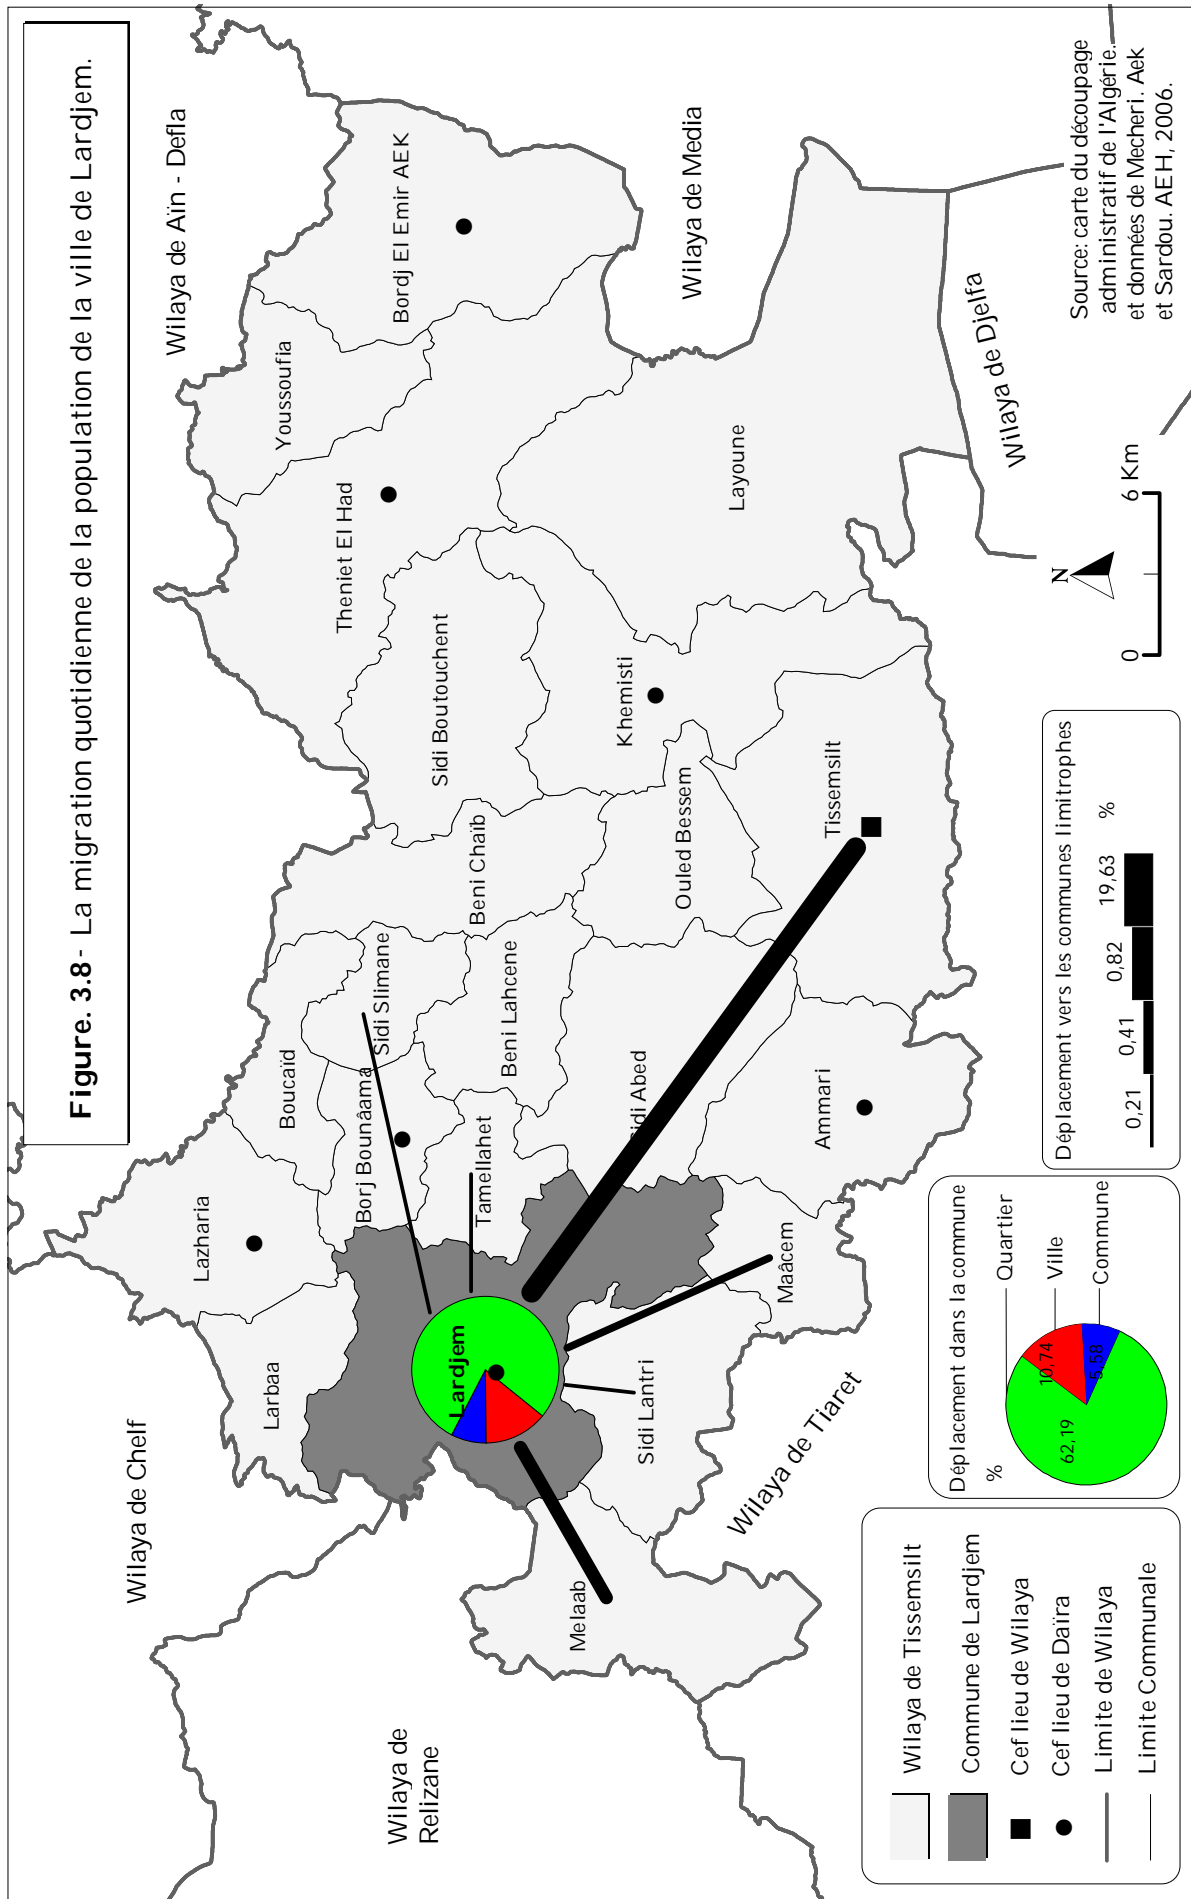 Figure. 3.8- La migration quotidienne de la population de la ville de Lardjem.
Wilaya de Chelf
Wilaya de Aïn - Defla
Wilaya de
Relizane
Wilaya de Media
Wilaya de Djelfa
Wilaya de Tiaret
Lazharia
Larbaa
Boucaïd
Borj Bounâama
Sidi Slimane
Tamellahet
Beni Lahcene
Beni Chaïb
Sidi Boutouchent
Theniet El Had
Youssoufia
Bordj El Emir AEK
Layoune
Khemisti
Ouled Bessem
Tissemsilt
Sidi Abed
Ammari
Maâcem
Sidi Lantri
Melaab
Lardjem
N
0
6 Km
Source: carte du découpage
administratif de l'Algérie.
et données de Mecheri. Aek
et Sardou. AEH, 2006.
Wilaya de Tissemsilt
Commune de Lardjem
Cef lieu de Wilaya
Cef lieu de Daïra
Limite de Wilaya
Limite Communale
Déplacement dans la commune
%
Quartier
Ville
Commune
62,19
10,74
5,58
Déplacement vers les communes limitrophes
0,21
0,41
0,82
19,63
%